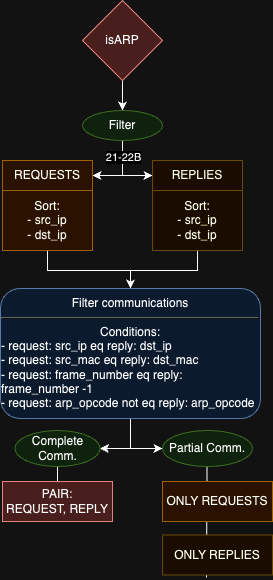 isARP
Filter
21-22B
REQUESTS
REPLIES
Sort:
- src_ip
- dst_ip
Sort:
- src_ip
- dst_ip
Filter communications
Conditions:
- request: src_ip eq reply: dst_ip
- request: src_mac eq reply: dst_mac
- request: frame_number eq reply:
frame_number -1
- request: arp_opcode not eq reply: arp_opcode
Complete
Comm.
Partial Comm.
PAIR:
REQUEST, REPLY
ONLY REQUESTS
ONLY REPLIES